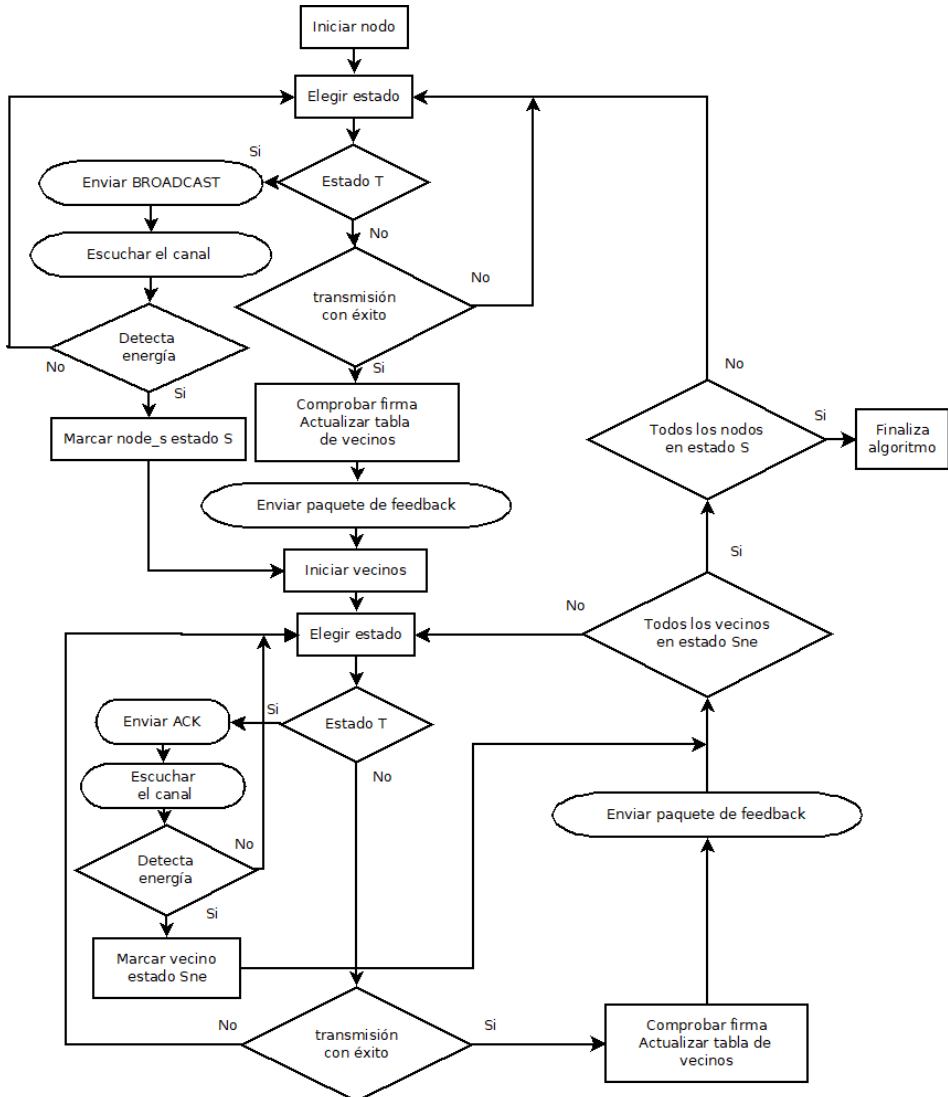 Iniciar nodo
Elegir estado
Si
Enviar BROADCAST
Estado T
No
Escuchar el canal
No
transmisión
con éxito
Detecta
energía
No
Si
Si
No
Comprobar firma
Actualizar tabla
de vecinos
Marcar node_s estado S
Todos los nodos
en estado S
Si
Finaliza
algoritmo
Enviar paquete de feedback
Si
Iniciar vecinos
No
Elegir estado
Todos los vecinos
en estado Sne
Enviar ACK
Si
Estado T
No
Escuchar
el canal
Enviar paquete de feedback
No
Detecta
energía
Si
Marcar vecino
estado Sne
No
transmisión
con éxito
Si
Comprobar firma
Actualizar tabla de
vecinos